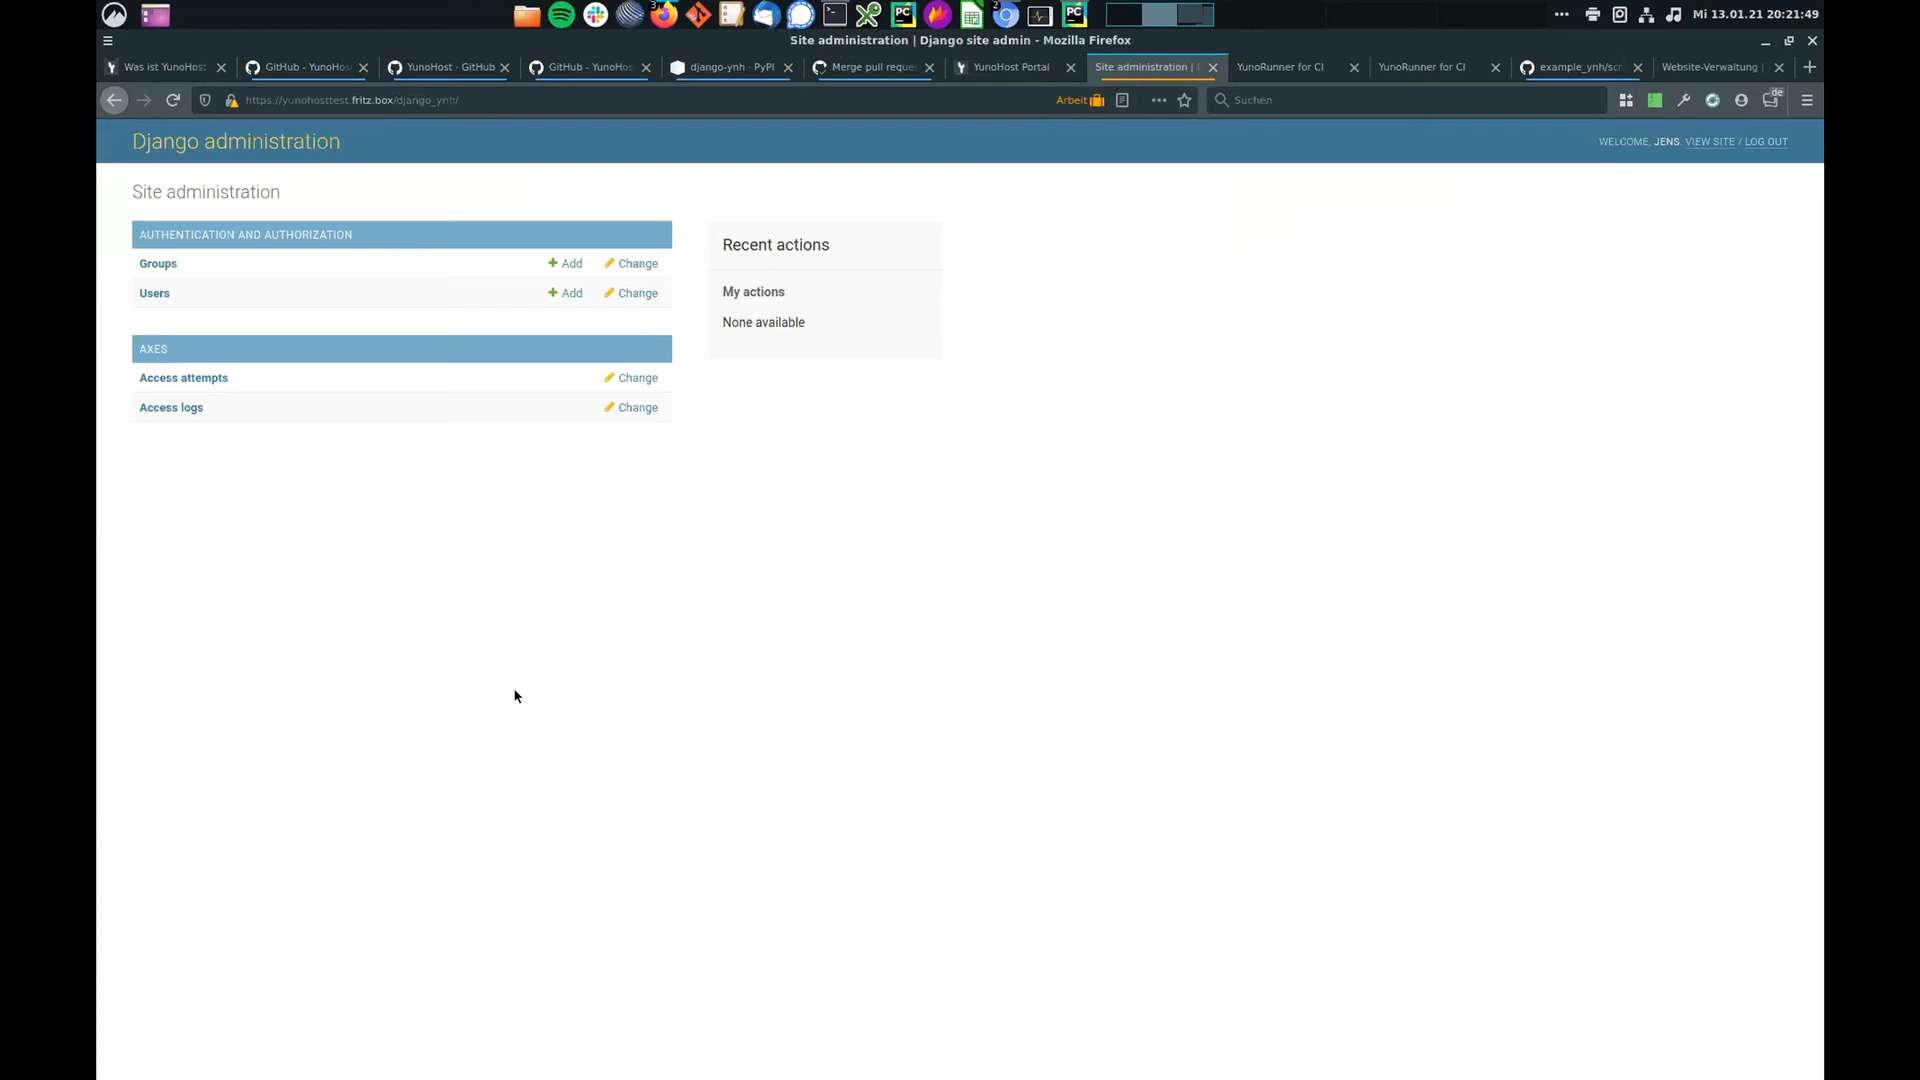 Mi 13.01.21 20:21:49
Site administration | Django site admin - Mozilla Firefox
Was ist YunoHost:
GitHub - YunoHos
YunoHost · GitHub
GitHub - YunoHos
django-ynh · PyPI
Merge pull reque
YunoHost Portal
Site administration |
YunoRunner for CI
YunoRunner for CI
example_ynh/scr
Website-Verwaltung |
https://yunohosttest.fritz.box/django_ynh/
Arbeit
Suchen
de
Django administration
WELCOME, JENS. VIEW SITE / LOG OUT
Site administration
AUTHENTICATION AND AUTHORIZATION
Groups
Add
Change
Users
Add
Change
AXES
Access attempts
Change
Access logs
Change
Recent actions
My actions
None available